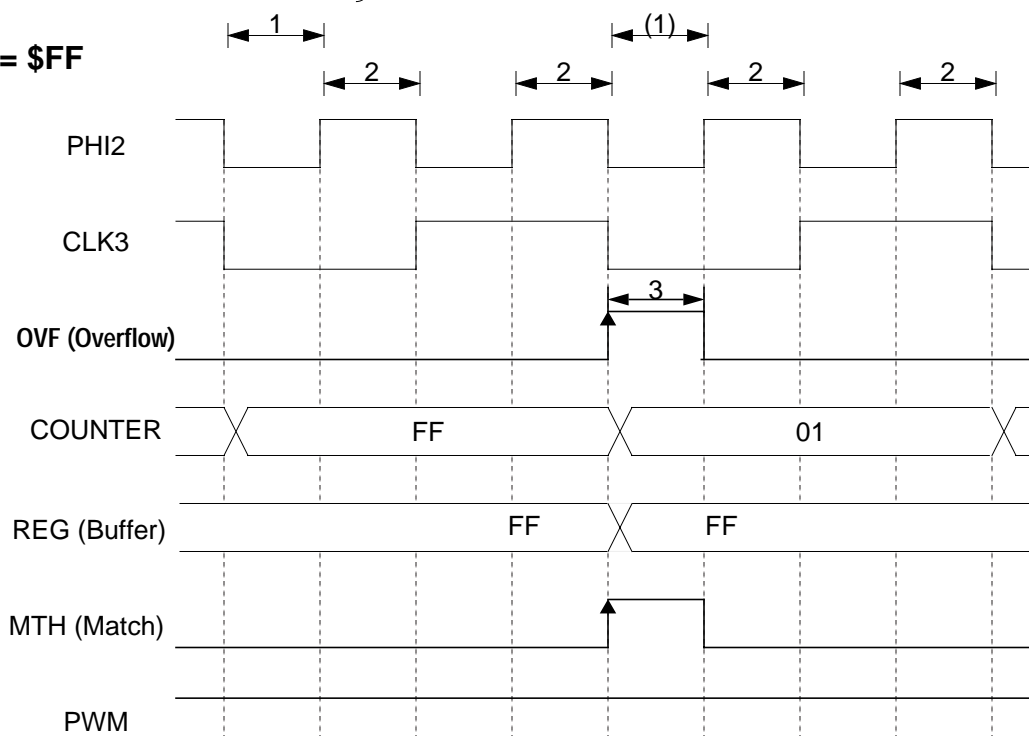 1 (1)
= $FF
2 2 2 2
PHI2
CLK3
3
OVF (Overflow)
COUNTER FF 01
REG (Buffer) FF FF
MTH (Match)
PWM